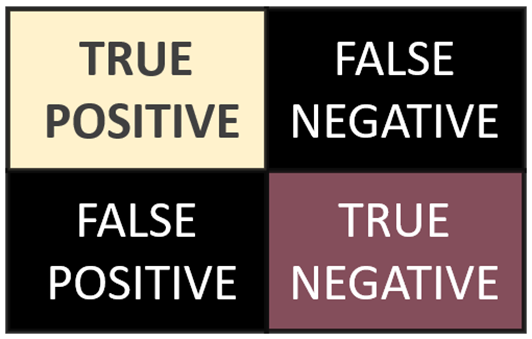 TRUE
POSITIVE
FALSE
NEGATIVE
FALSE
POSITIVE
TRUE
NEGATIVE